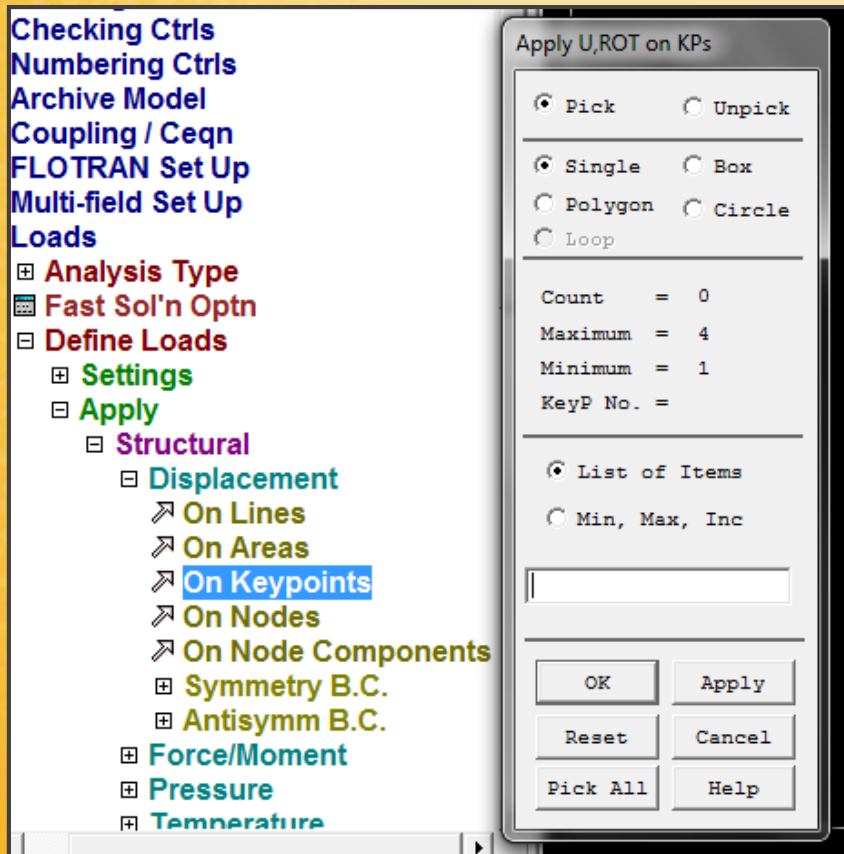 Checking Ctrls
Numbering Ctrls
Archive Model
Coupling / Ceqn
FLOTRAN Set Up
Multi-field Set Up
Loads
Analysis Type
Fast Sol'n Optn
Define Loads
Settings
Apply
Structural
Displacement
On Lines
On Areas
On Keypoints
On Nodes
On Node Components
Symmetry B.C.
Antisymm B.C.
Force/Moment
Pressure
Temperature
Apply U,ROT on KPs
Pick Unpick
Single Box
Polygon Circle
Loop
Count = 0
Maximum = 4
Minimum = 1
KeyP No. =
List of Items
Min, Max, Inc
OK Apply
Reset Cancel
Pick All Help